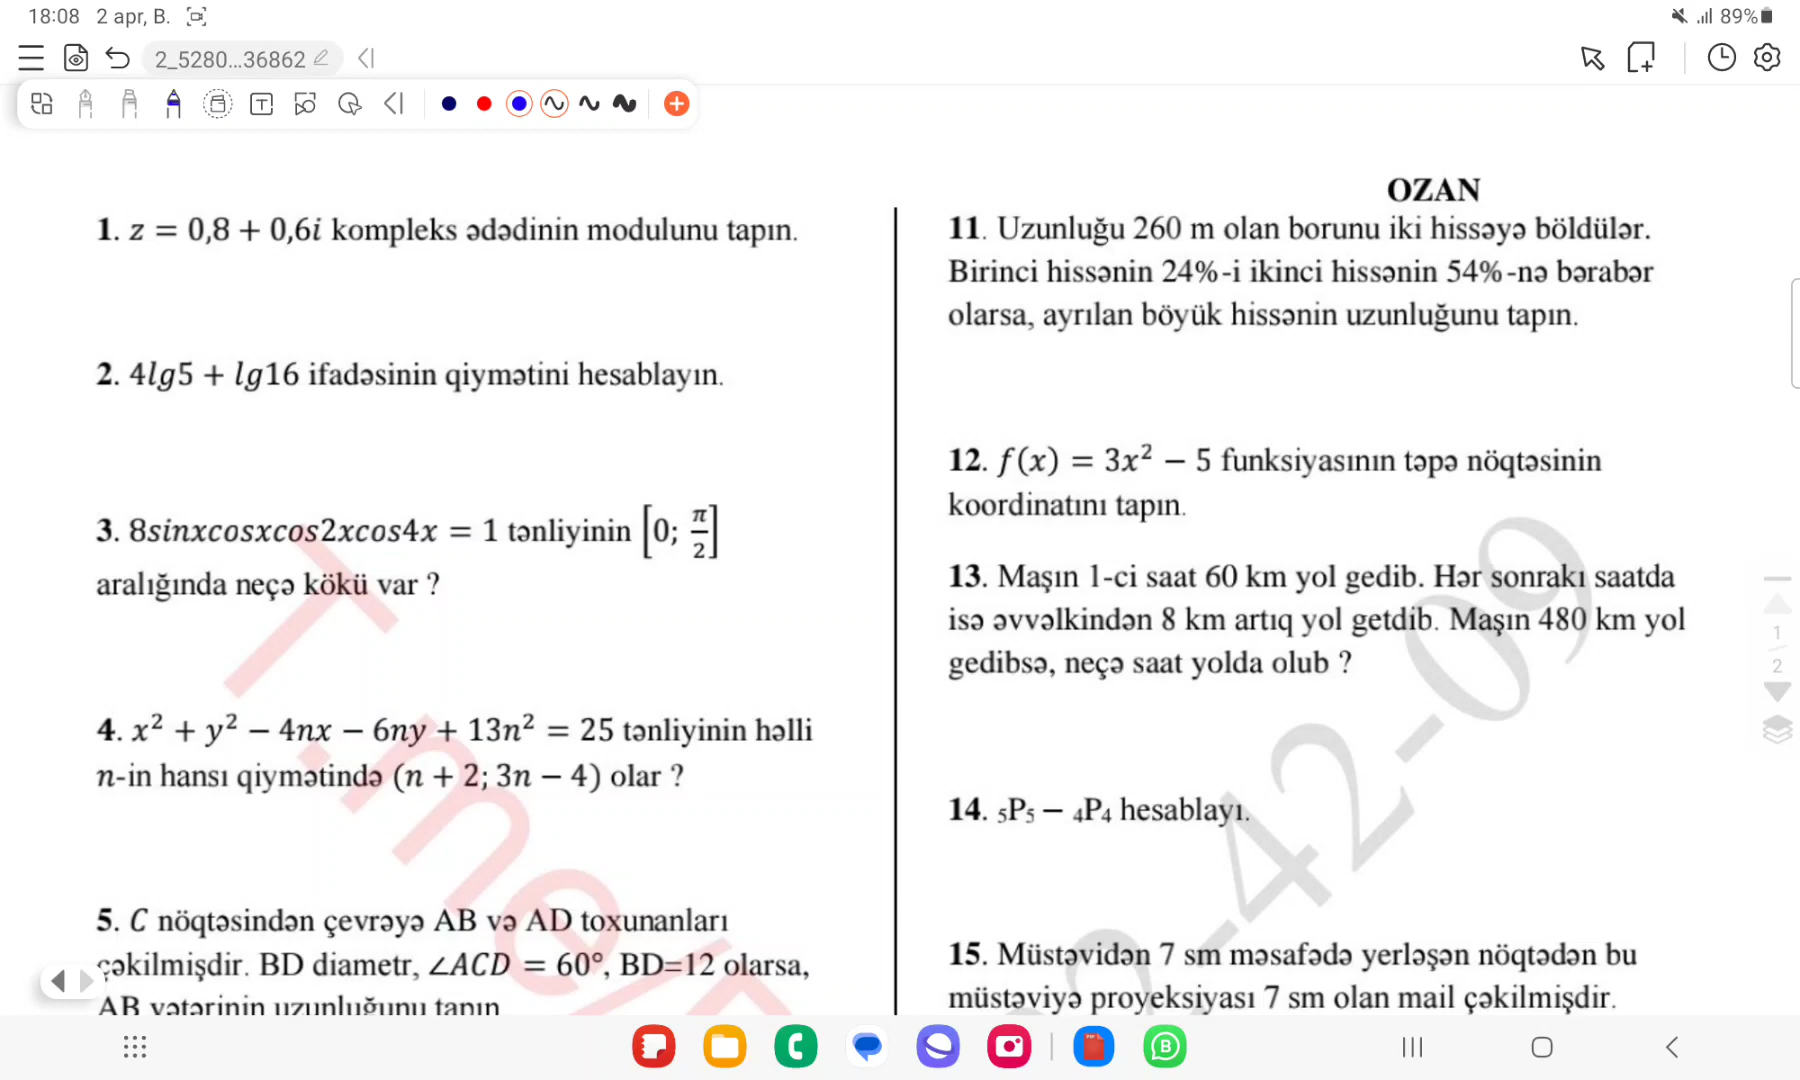 18:08 2 apr, B. 89%
2_5280...36862
OZAN
1. z = 0,8 + 0,6i kompleks ədədinin modulunu tapın.
2. 4lg5 + lg16 ifadəsinin qiymətini hesablayın.
3. 8sinxcosxcos2xcos4x = 1 tənliyinin [0; π/2]
aralığında neçə kökü var ?
4. x² + y² − 4nx − 6ny + 13n² = 25 tənliyinin həlli
n-in hansı qiymətində (n + 2; 3n − 4) olar ?
5. C nöqtəsindən çevrəyə AB və AD toxunanları
çəkilmişdir. BD diametr, ∠ACD = 60°, BD=12 olarsa,
AB vətərinin uzunluğunu tapın
11. Uzunluğu 260 m olan borunu iki hissəyə böldülər.
Birinci hissənin 24%-i ikinci hissənin 54%-nə bərabər
olarsa, ayrılan böyük hissənin uzunluğunu tapın.
12. f(x) = 3x² − 5 funksiyasının təpə nöqtəsinin
koordinatını tapın.
13. Maşın 1-ci saat 60 km yol gedib. Hər sonrakı saatda
isə əvvəlkindən 8 km artıq yol getdib. Maşın 480 km yol
gedibsə, neçə saat yolda olub ?
14. ₅P₅ − ₄P₄ hesablayı.
15. Müstəvidən 7 sm məsafədə yerləşən nöqtədən bu
müstəviyə proyeksiyası 7 sm olan mail çəkilmişdir.
T.me/
2-42-09
1
2